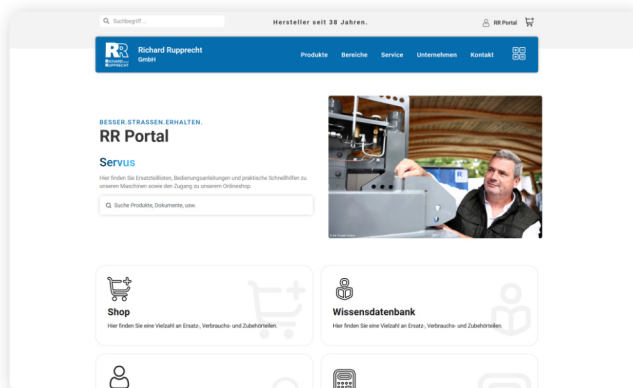 Suchbegriff ...
Hersteller seit 38 Jahren.
RR Portal
RR
RICHARD
RUPPRECHT
Richard Rupprecht
GmbH
Produkte Bereiche Service Unternehmen Kontakt
BESSER.STRASSEN.ERHALTEN.
RR Portal
Servus
Hier finden Sie Ersatzteillisten, Bedienungsanleitungen und praktische Schnellhilfen zu
unseren Maschinen sowie den Zugang zu unserem Onlineshop.
Suche Produkte, Dokumente, usw.
Shop
Hier finden Sie eine Vielzahl an Ersatz-, Verbrauchs- und Zubehörteilen.
Wissensdatenbank
Hier finden Sie eine Vielzahl an Ersatz-, Verbrauchs- und Zubehörteilen.